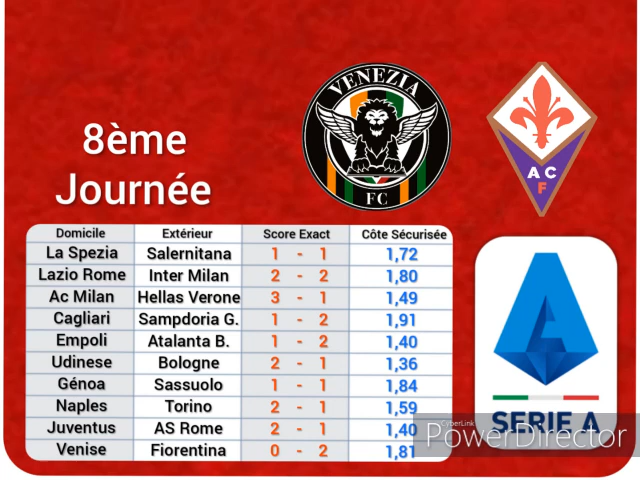 VENEZIA
FC
AC
F
8ème
Journée
Domicile Extérieur Score Exact Côte Sécurisée
La Spezia Salernitana 1 - 1 1,72
Lazio Rome Inter Milan 2 - 2 1,80
Ac Milan Hellas Verone 3 - 1 1,49
Cagliari Sampdoria G. 1 - 2 1,91
Empoli Atalanta B. 1 - 2 1,40
Udinese Bologne 2 - 1 1,36
Génoa Sassuolo 1 - 1 1,84
Naples Torino 2 - 1 1,59
Juventus AS Rome 2 - 1 1,40
Venise Fiorentina 0 - 2 1,81
SERIE A
CyberLink
PowerDirector